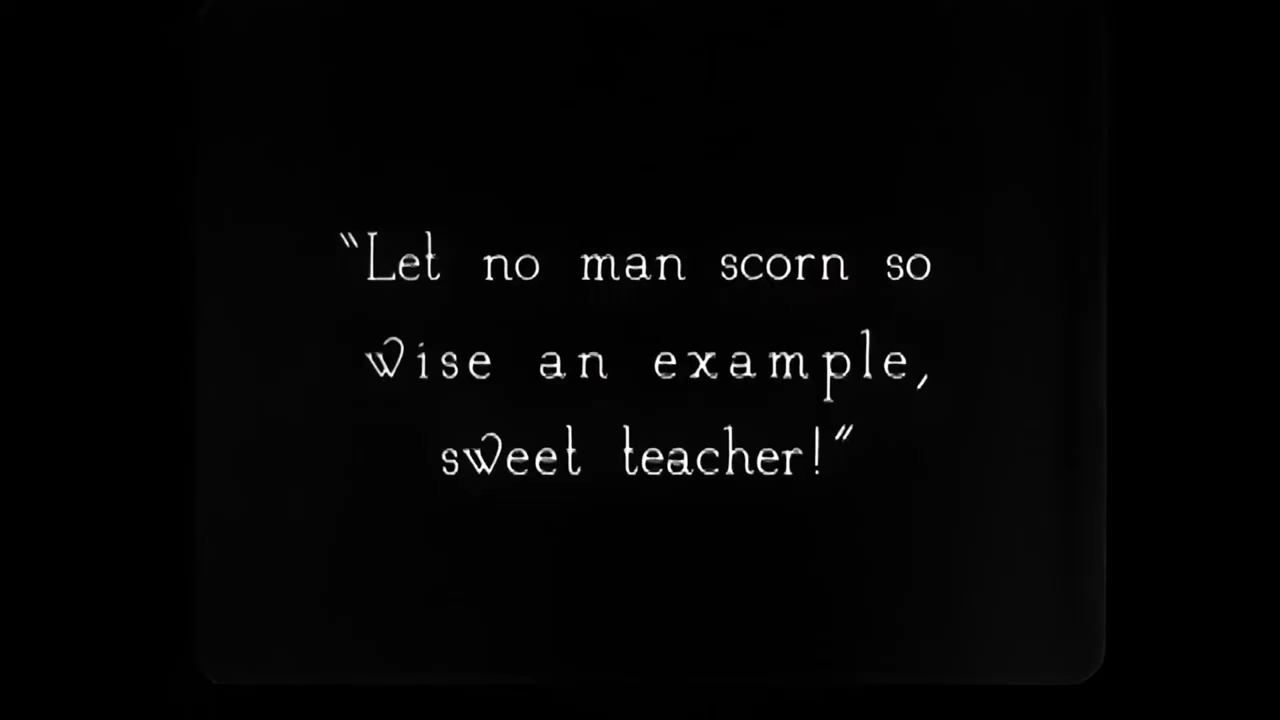 "Let no man scorn so
wise an example,
sweet teacher!"